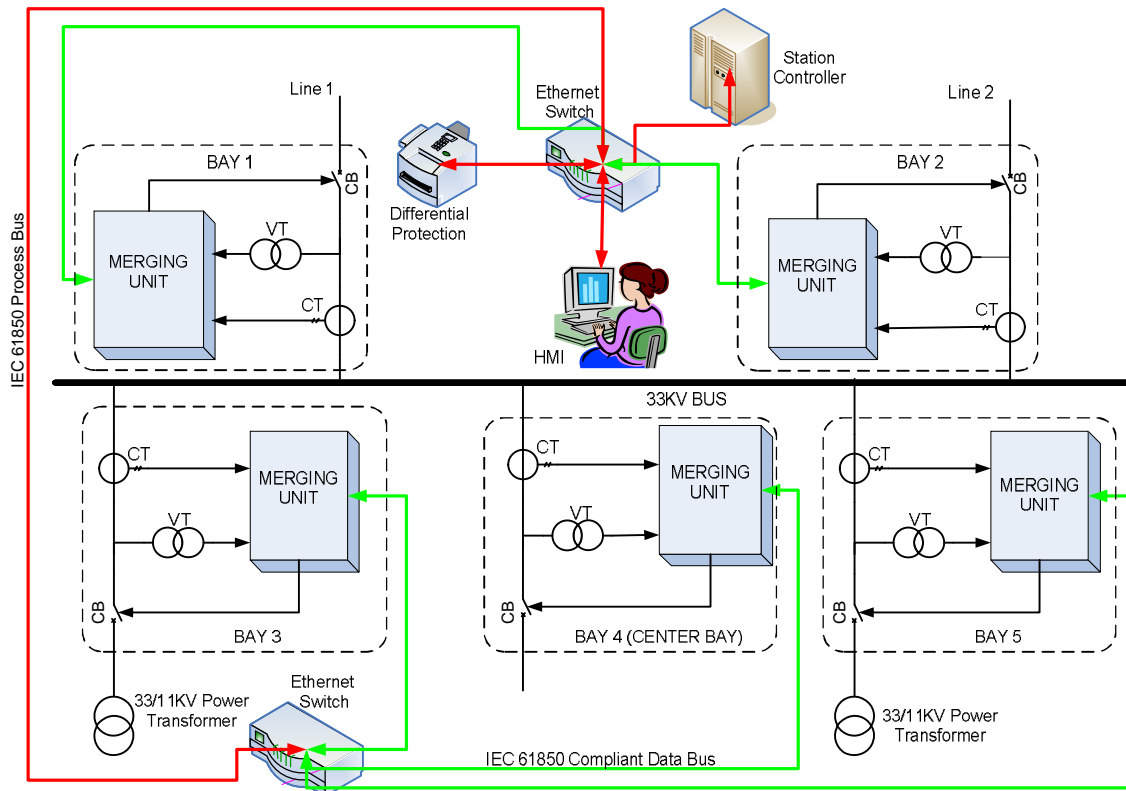 Station
Controller
Ethernet
Switch
Line 1
Line 2
BAY 1
CB
VT
MERGING
UNIT
CT
Differential
Protection
HMI
BAY 2
CB
VT
MERGING
UNIT
CT
IEC 61850 Process Bus
33KV BUS
CT
MERGING
UNIT
VT
CB
BAY 3
CT
MERGING
UNIT
VT
CB
BAY 4 (CENTER BAY)
CT
MERGING
UNIT
VT
CB
BAY 5
33/11KV Power
Transformer
Ethernet
Switch
IEC 61850 Compliant Data Bus
33/11KV Power
Transformer